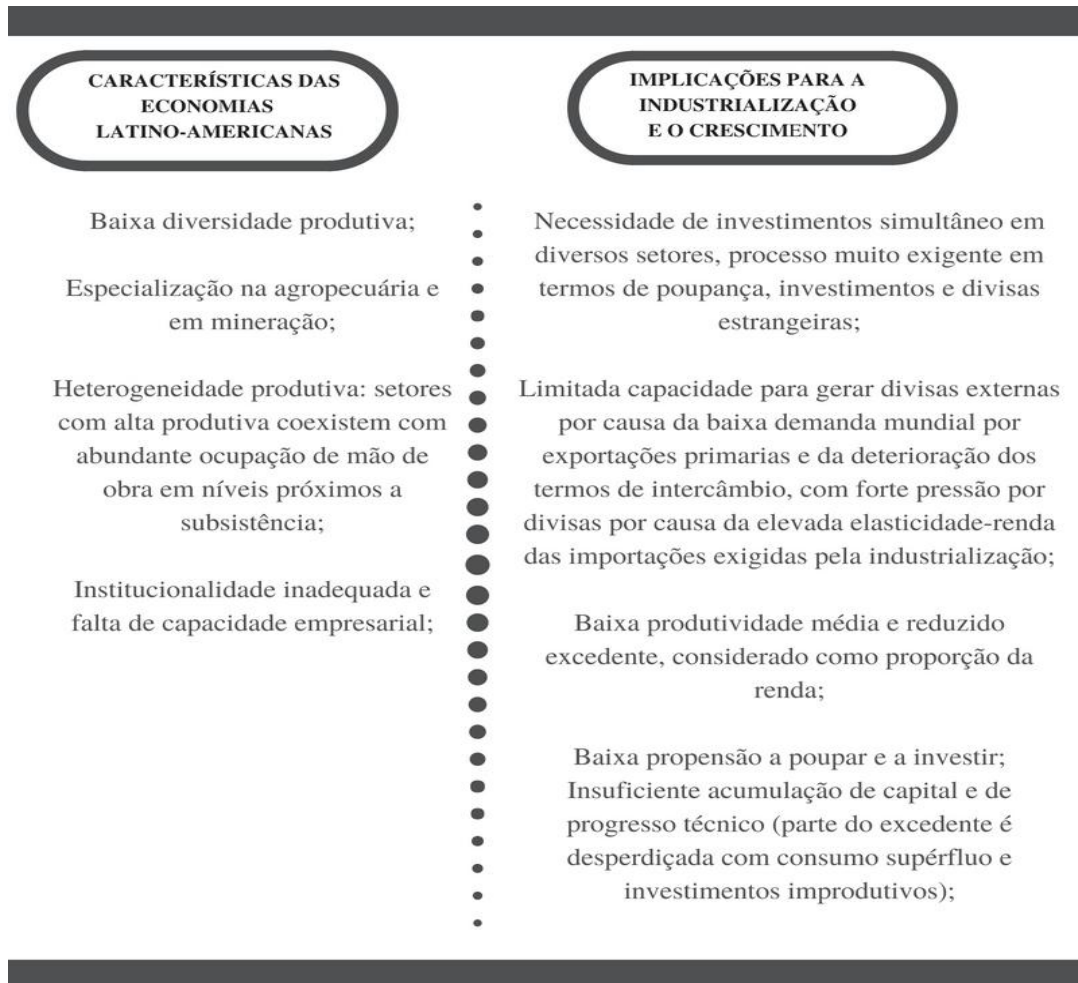 CARACTERÍSTICAS DAS
ECONOMIAS
LATINO-AMERICANAS
Baixa diversidade produtiva;
Especialização na agropecuária e
em mineração;
Heterogeneidade produtiva: setores
com alta produtiva coexistem com
abundante ocupação de mão de
obra em níveis próximos a
subsistência;
Institucionalidade inadequada e
falta de capacidade empresarial;
IMPLICAÇÕES PARA A
INDUSTRIALIZAÇÃO
E O CRESCIMENTO
Necessidade de investimentos simultâneo em
diversos setores, processo muito exigente em
termos de poupança, investimentos e divisas
estrangeiras;
Limitada capacidade para gerar divisas externas
por causa da baixa demanda mundial por
exportações primarias e da deterioração dos
termos de intercâmbio, com forte pressão por
divisas por causa da elevada elasticidade-renda
das importações exigidas pela industrialização;
Baixa produtividade média e reduzido
excedente, considerado como proporção da
renda;
Baixa propensão a poupar e a investir;
Insuficiente acumulação de capital e de
progresso técnico (parte do excedente é
desperdiçada com consumo supérfluo e
investimentos improdutivos);